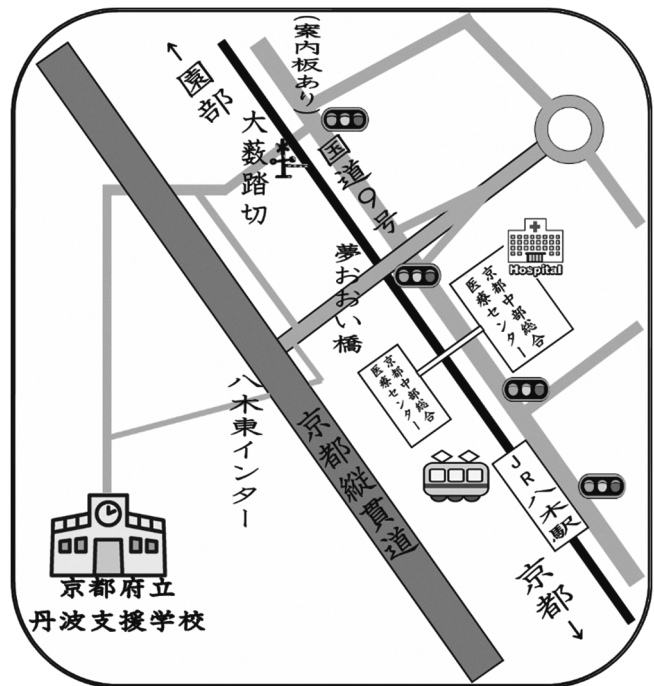 (案内板あり)
↑園部
大薮踏切
国道9号
夢おおい橋
Hospital
京都中部総合
医療センター
京都中部総合
医療センター
八木東インター
京都縦貫道
JR八木駅
京都→
京都府立
丹波支援学校